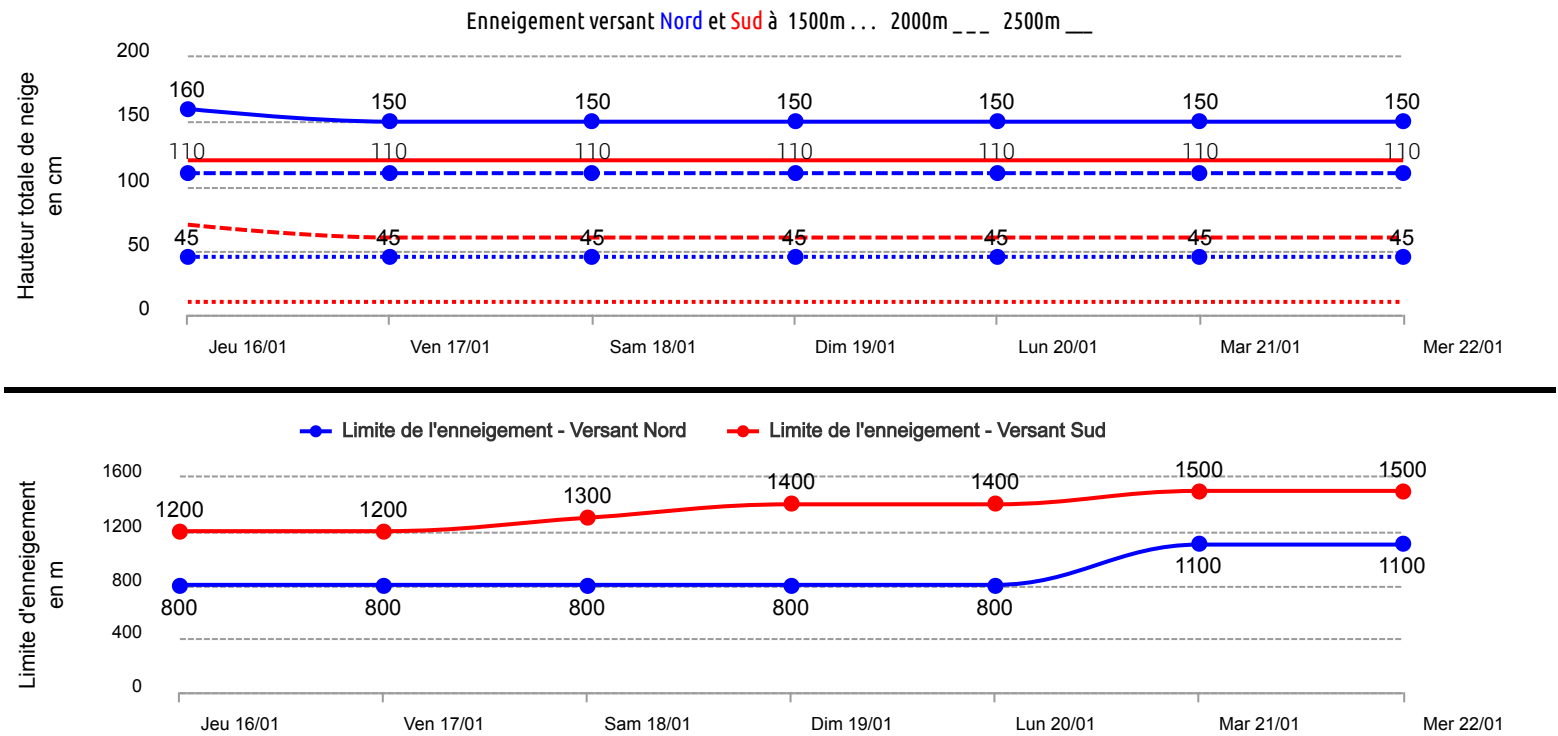 Enneigement versant Nord et Sud à 1500m . . . 2000m _ _ _ 2500m __
Hauteur totale de neige
en cm
200
150
100
50
0
160 150 150 150 150 150 150
110 110 110 110 110 110 110
45 45 45 45 45 45 45
Jeu 16/01 Ven 17/01 Sam 18/01 Dim 19/01 Lun 20/01 Mar 21/01 Mer 22/01
Limite de l'enneigement - Versant Nord Limite de l'enneigement - Versant Sud
Limite d'enneigement
en m
1600
1200
800
400
0
1200 1200 1300 1400 1400 1500 1500
800 800 800 800 800 1100 1100
Jeu 16/01 Ven 17/01 Sam 18/01 Dim 19/01 Lun 20/01 Mar 21/01 Mer 22/01